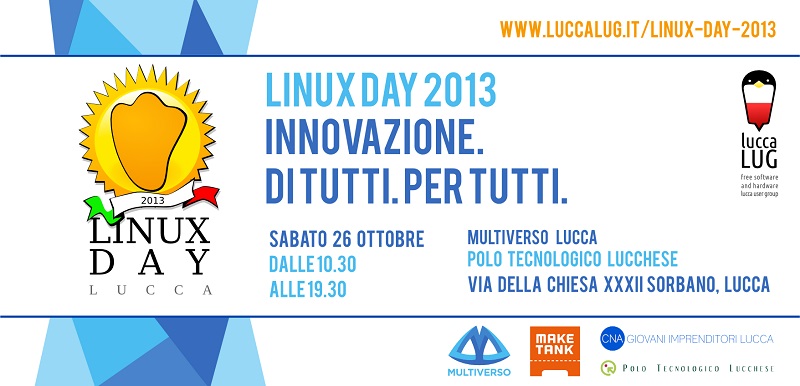 WWW.LUCCALUG.IT/LINUX-DAY-2013
2013
LINUX
DAY
LUCCA
LINUX DAY 2013
INNOVAZIONE.
DI TUTTI. PER TUTTI.
SABATO 26 OTTOBRE
DALLE 10.30
ALLE 19.30
MULTIVERSO LUCCA
POLO TECNOLOGICO LUCCHESE
VIA DELLA CHIESA XXXII SORBANO, LUCCA
lucca
LUG
free software
and hardware
lucca user group
MULTIVERSO
MAKE
TANK
CNA GIOVANI IMPRENDITORI LUCCA
POLO TECNOLOGICO LUCCHESE